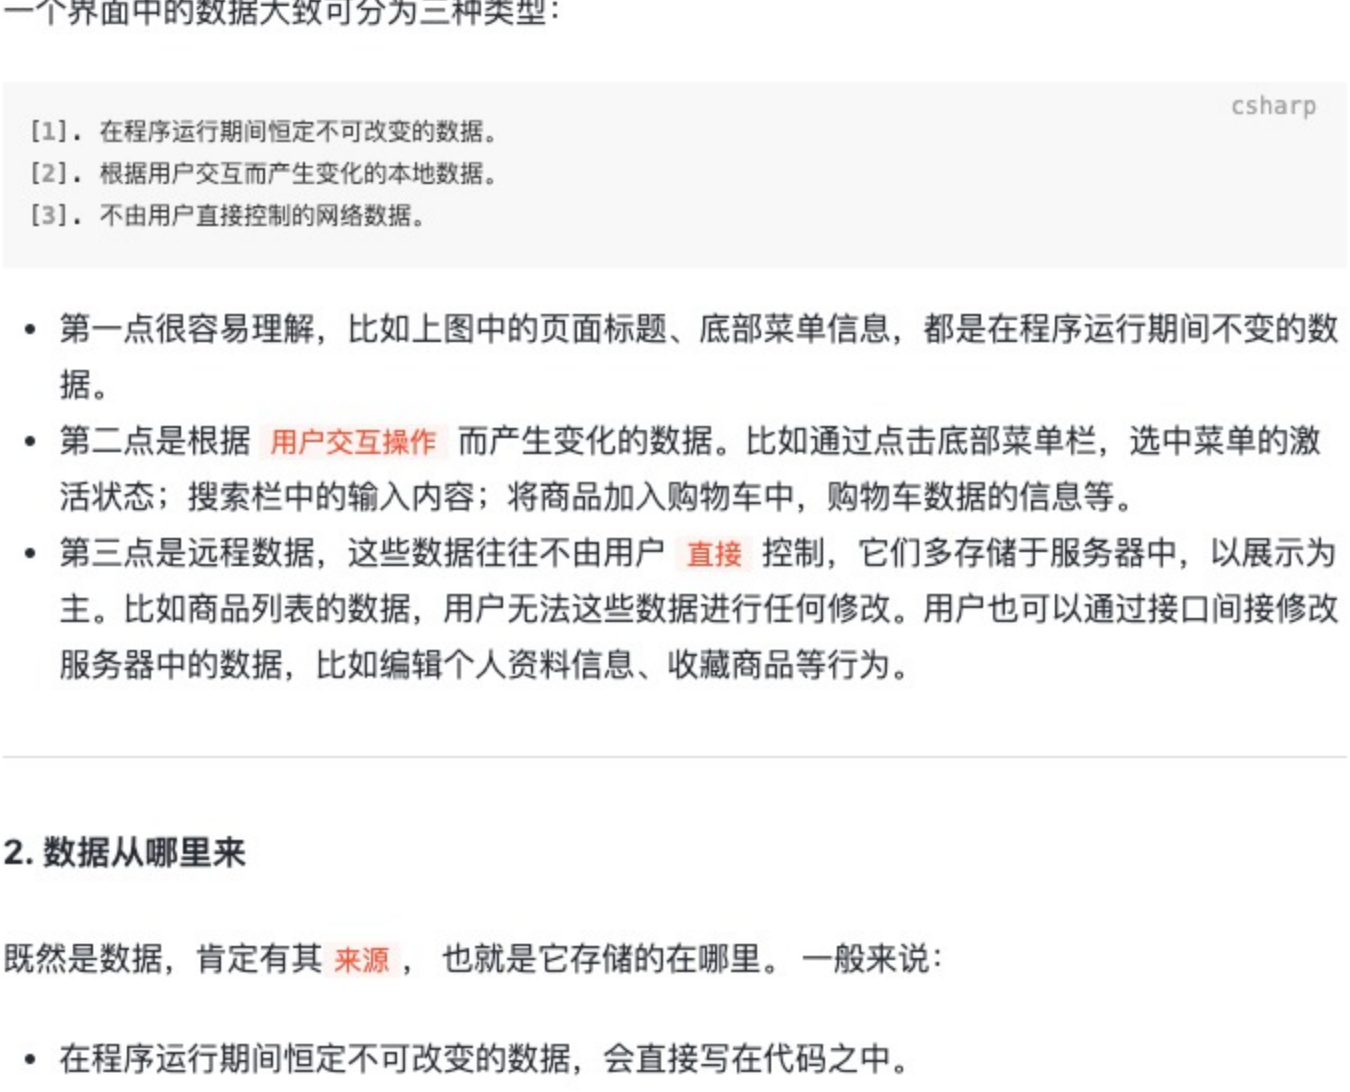 一个界面中的数据大致可分为三种类型：
csharp
[1]. 在程序运行期间恒定不可改变的数据。
[2]. 根据用户交互而产生变化的本地数据。
[3]. 不由用户直接控制的网络数据。
• 第一点很容易理解，比如上图中的页面标题、底部菜单信息，都是在程序运行期间不变的数
据。
• 第二点是根据 用户交互操作 而产生变化的数据。比如通过点击底部菜单栏，选中菜单的激
活状态；搜索栏中的输入内容；将商品加入购物车中，购物车数据的信息等。
• 第三点是远程数据，这些数据往往不由用户 直接 控制，它们多存储于服务器中，以展示为
主。比如商品列表的数据，用户无法这些数据进行任何修改。用户也可以通过接口间接修改
服务器中的数据，比如编辑个人资料信息、收藏商品等行为。
2. 数据从哪里来
既然是数据，肯定有其 来源 ， 也就是它存储的在哪里。 一般来说：
• 在程序运行期间恒定不可改变的数据，会直接写在代码之中。